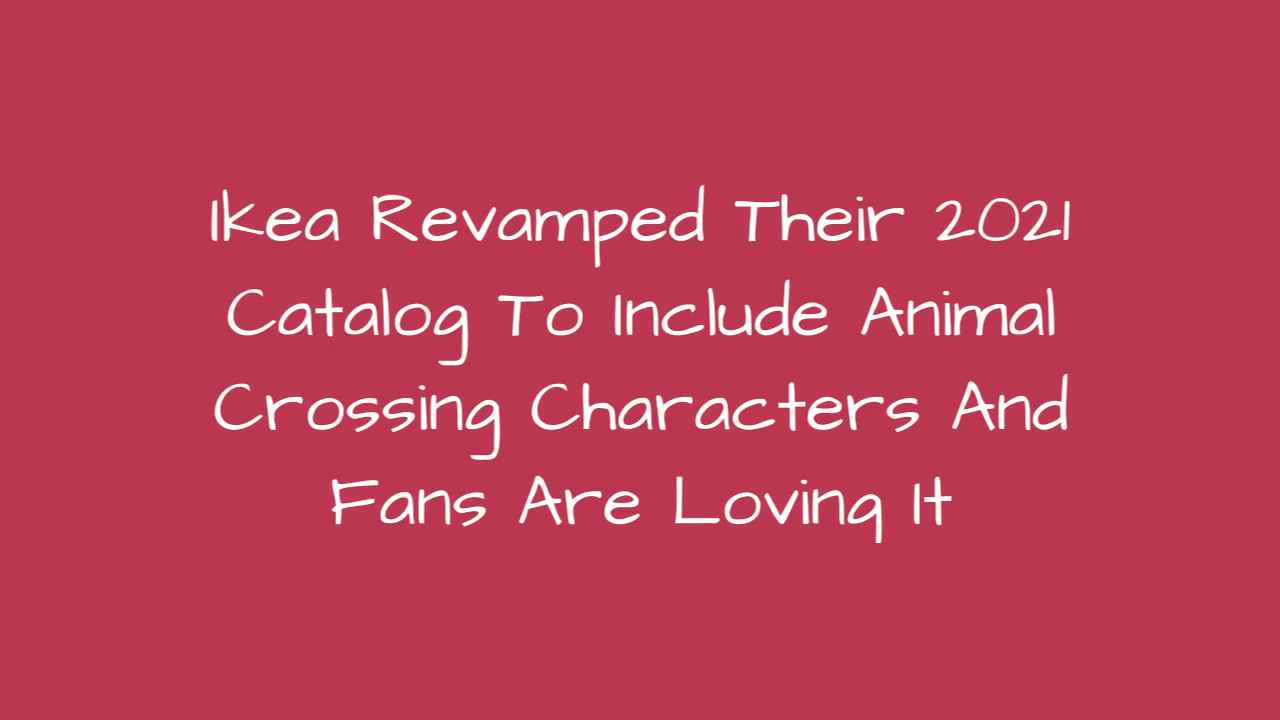 Ikea Revamped Their 2021
Catalog To Include Animal
Crossing Characters And
Fans Are Loving It